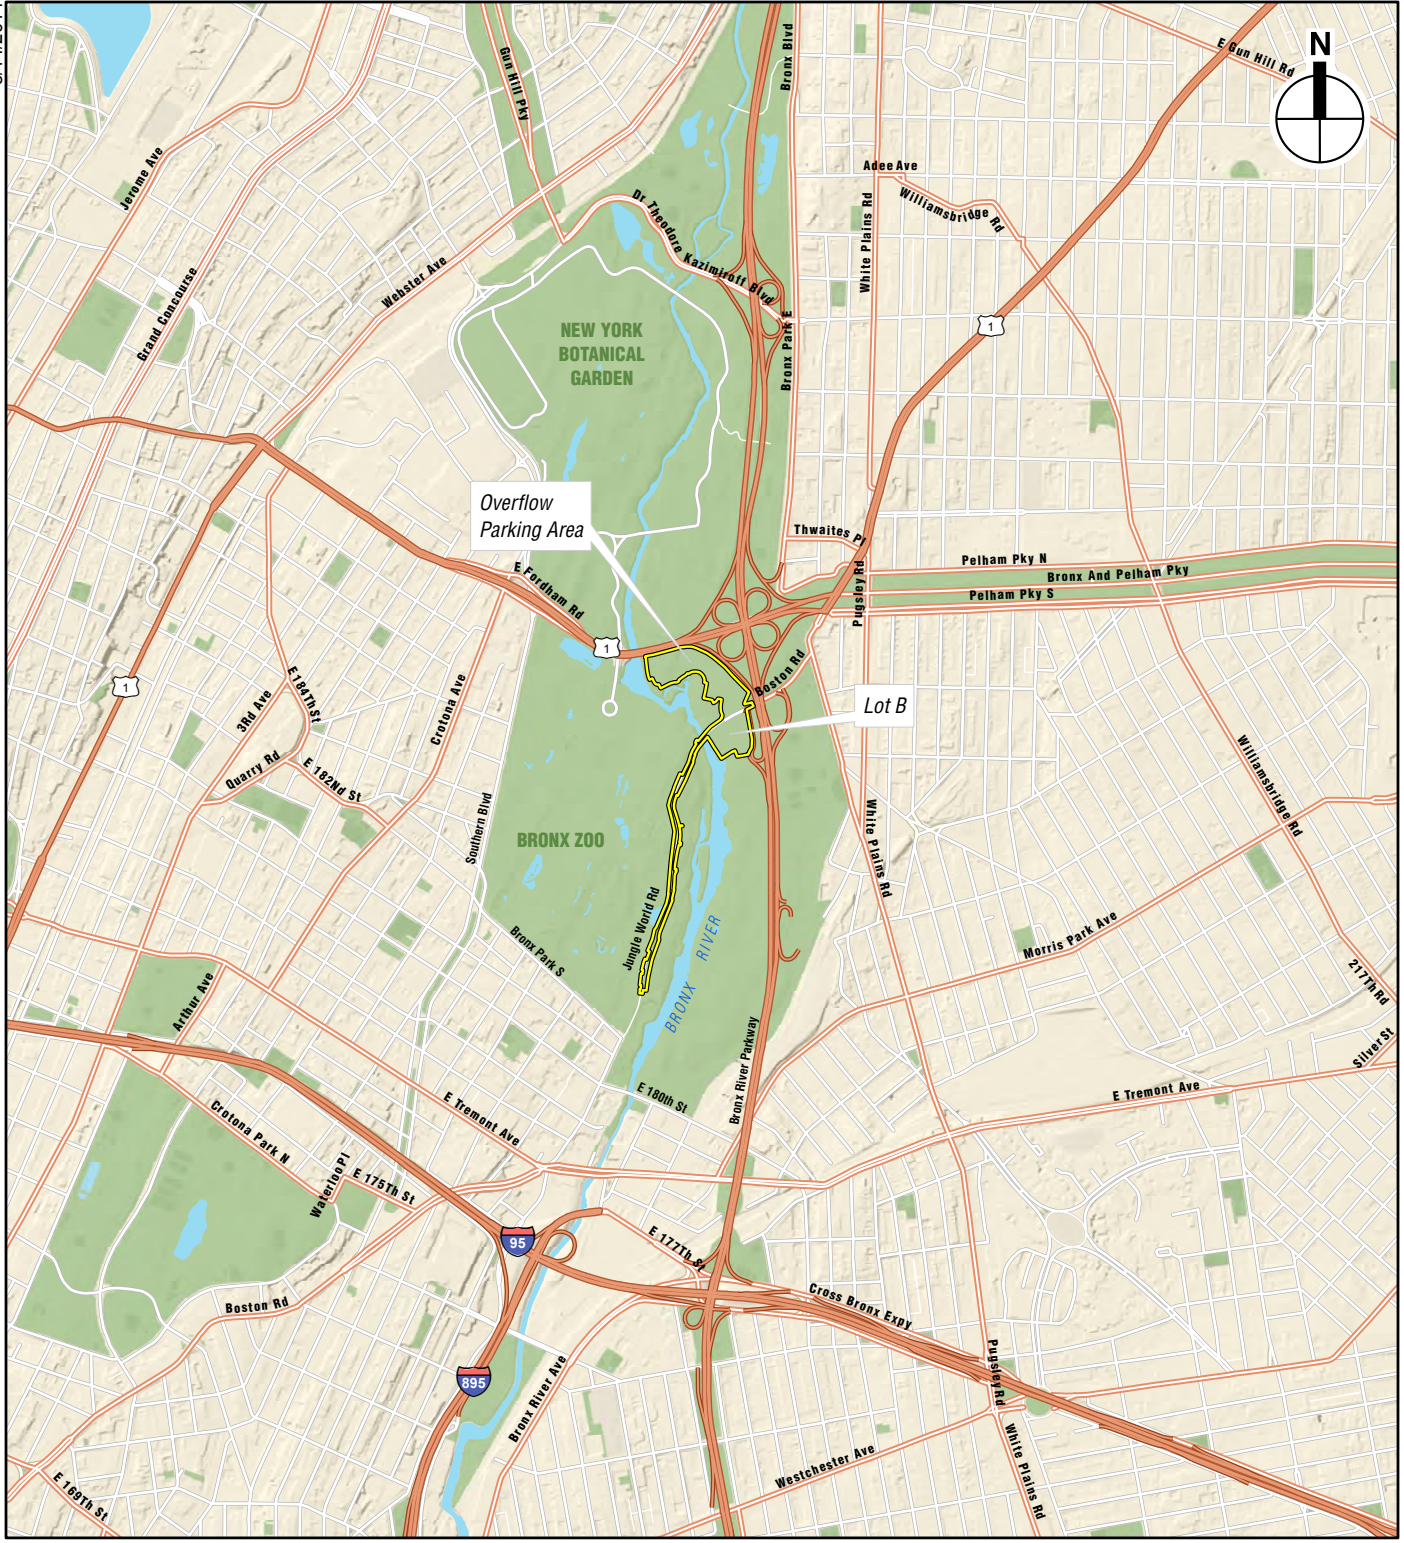 N
E Gun Hill Rd
Bronx Blvd
Gun Hill Pky
Jerome Ave
Adee Ave
Williamsbridge Rd
White Plains Rd
Dr Theodore Kazimiroff Blvd
Webster Ave
Grand Concourse
NEW YORK
BOTANICAL
GARDEN
Bronx Park E
1
Overflow
Parking Area
Thwaites Pl
Pelham Pky N
Bronx And Pelham Pky
Pelham Pky S
Pugsley Rd
E Fordham Rd
1
1
Boston Rd
Lot B
E 184Th St
3Rd Ave
Crotona Ave
Quarry Rd
E 182Nd St
Southern Blvd
BRONX ZOO
White Plains Rd
Williamsbridge Rd
Jungle World Rd
BRONX RIVER
Bronx Park S
Morris Park Ave
217Th Rd
Arthur Ave
Silver St
Bronx River Parkway
E 180th St
E Tremont Ave
E Tremont Ave
Crotona Park N
Waterloo Pl
E 175Th St
95
E 177Th St
Cross Bronx Expy
Boston Rd
895
Bronx River Ave
Pugsley Rd
White Plains Rd
Westchester Ave
E 169Th St